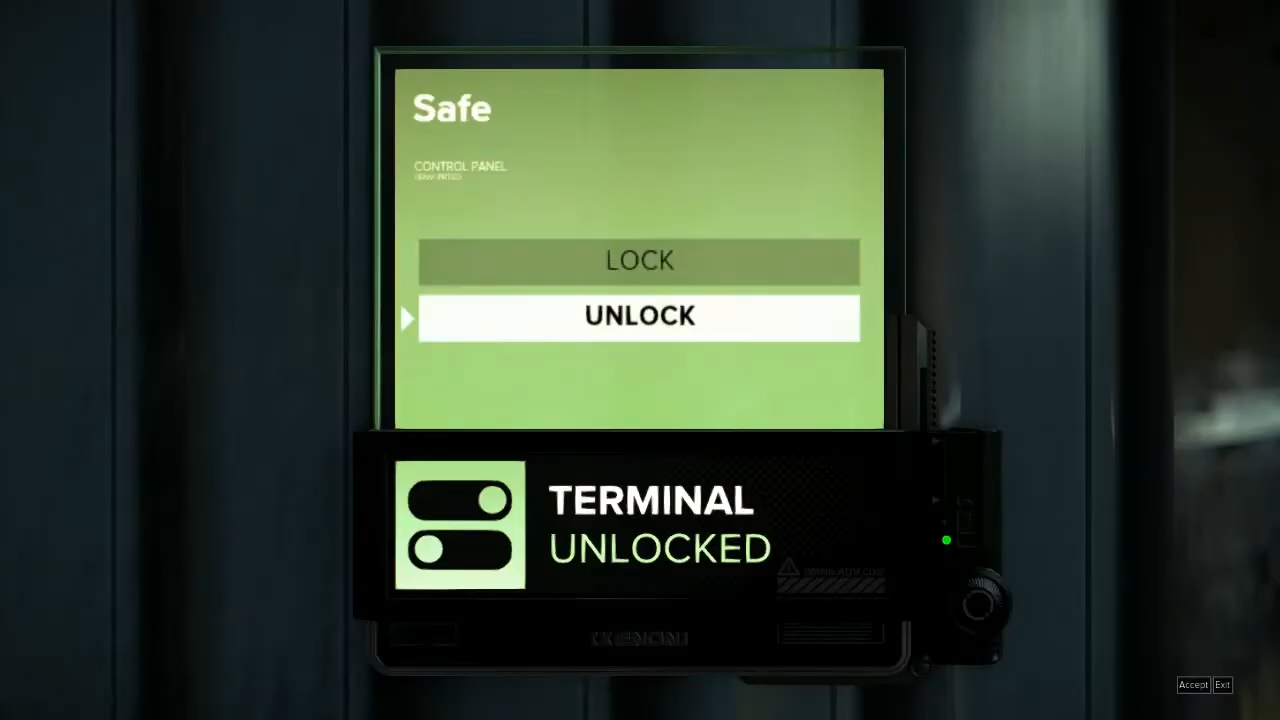 Safe
CONTROL PANEL
LOCK
UNLOCK
TERMINAL
UNLOCKED
Accept Exit